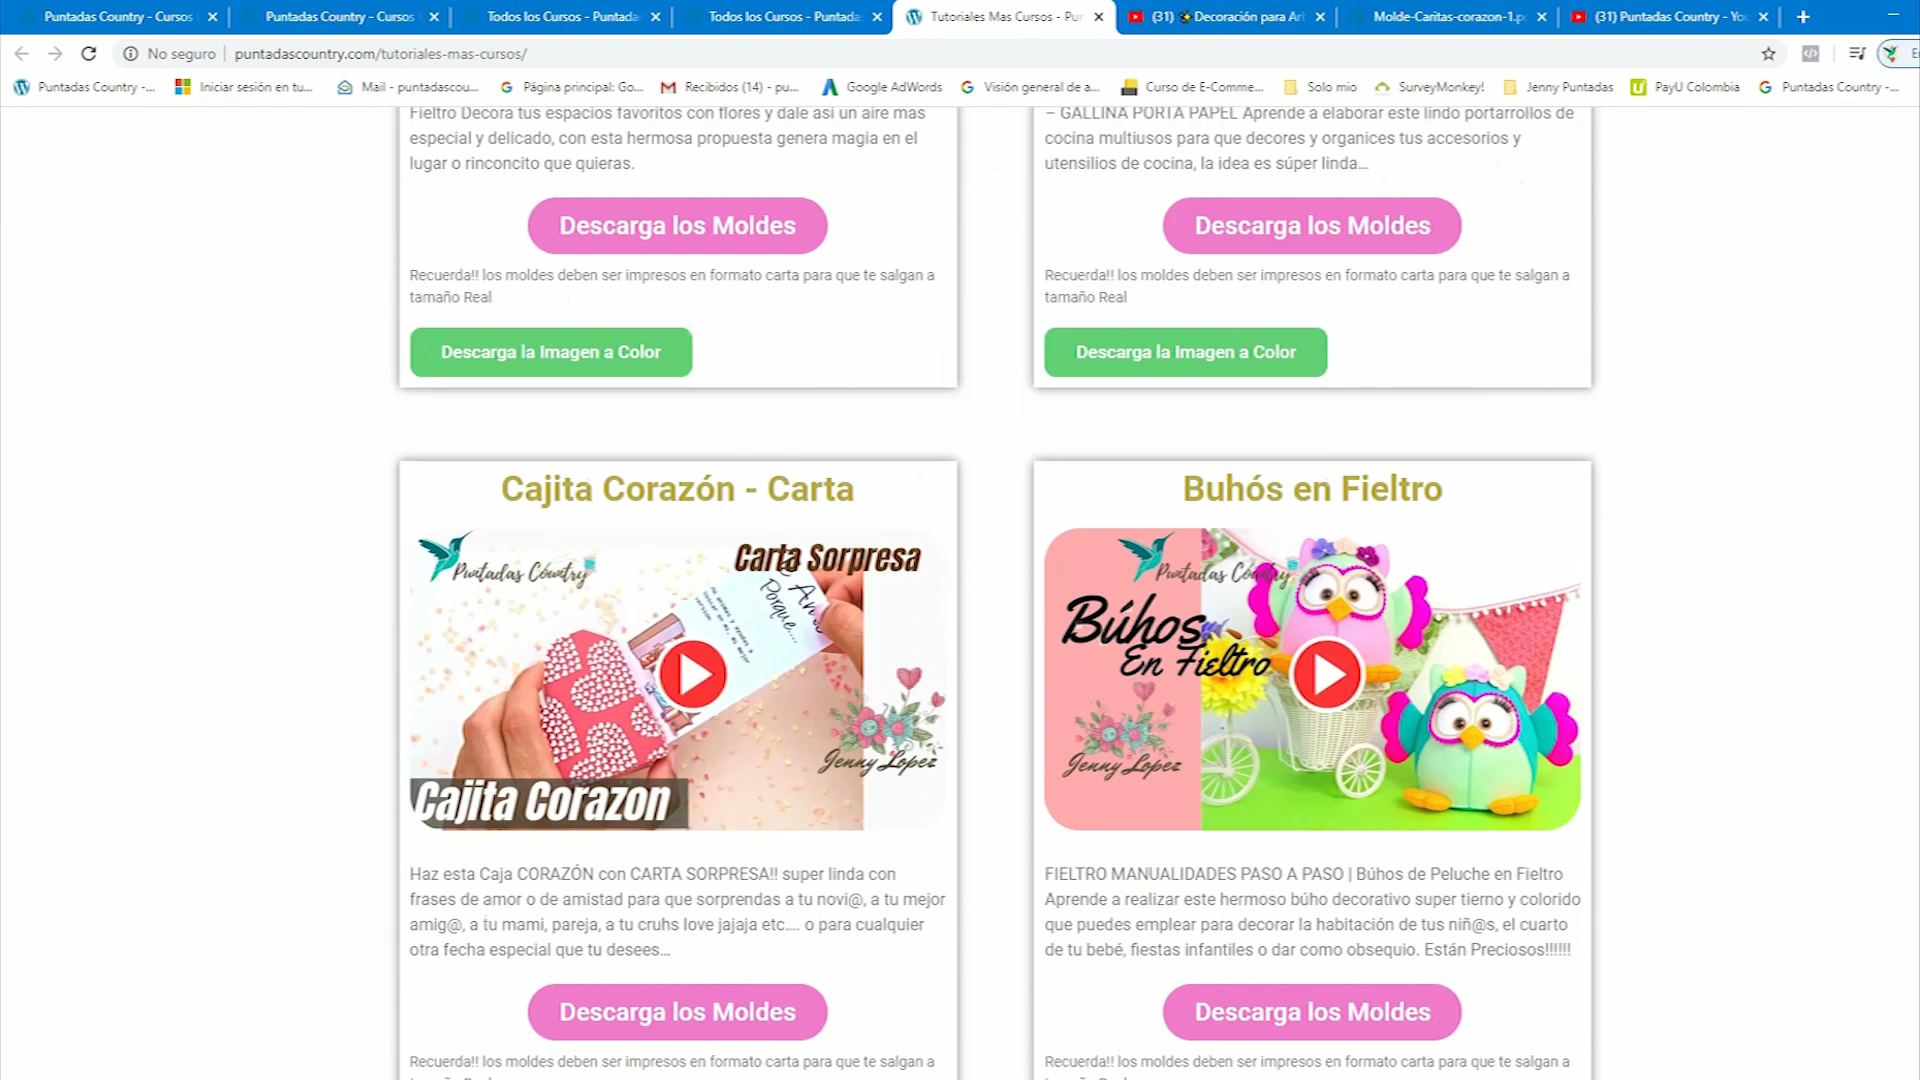 Puntadas Country - Cursos
Puntadas Country - Cursos
Todos los Cursos - Puntada
Todos los Cursos - Puntada
Tutoriales Mas Cursos - Pu
(31) Decoración para Ar
Molde-Caritas-corazon-1.p
(31) Puntadas Country - Yo
No seguro
puntadascountry.com/tutoriales-mas-cursos/
Puntadas Country -...
Iniciar sesión en tu...
Mail - puntadascou...
Página principal: Go...
Recibidos (14) - pu...
Google AdWords
Visión general de a...
Curso de E-Comme...
Solo mio
SurveyMonkey!
Jenny Puntadas
PayU Colombia
Puntadas Country -...
Fieltro Decora tus espacios favoritos con flores y dale así un aire mas
especial y delicado, con esta hermosa propuesta genera magia en el
lugar o rinconcito que quieras.
Descarga los Moldes
Recuerda!! los moldes deben ser impresos en formato carta para que te salgan a
tamaño Real
Descarga la Imagen a Color
– GALLINA PORTA PAPEL Aprende a elaborar este lindo portarrollos de
cocina multiusos para que decores y organices tus accesorios y
utensilios de cocina, la idea es súper linda...
Descarga los Moldes
Recuerda!! los moldes deben ser impresos en formato carta para que te salgan a
tamaño Real
Descarga la Imagen a Color
Cajita Corazón - Carta
Puntadas Country
Carta Sorpresa
Porque...
Jenny Lopez
Cajita Corazon
Haz esta Caja CORAZÓN con CARTA SORPRESA!! super linda con
frases de amor o de amistad para que sorprendas a tu novi@, a tu mejor
amig@, a tu mami, pareja, a tu cruhs love jajaja etc.... o para cualquier
otra fecha especial que tu desees...
Descarga los Moldes
Recuerda!! los moldes deben ser impresos en formato carta para que te salgan a
Buhós en Fieltro
Puntadas Country
Búhos
En Fieltro
Jenny Lopez
FIELTRO MANUALIDADES PASO A PASO | Búhos de Peluche en Fieltro
Aprende a realizar este hermoso búho decorativo super tierno y colorido
que puedes emplear para decorar la habitación de tus niñ@s, el cuarto
de tu bebé, fiestas infantiles o dar como obsequio. Están Preciosos!!!!!!
Descarga los Moldes
Recuerda!! los moldes deben ser impresos en formato carta para que te salgan a